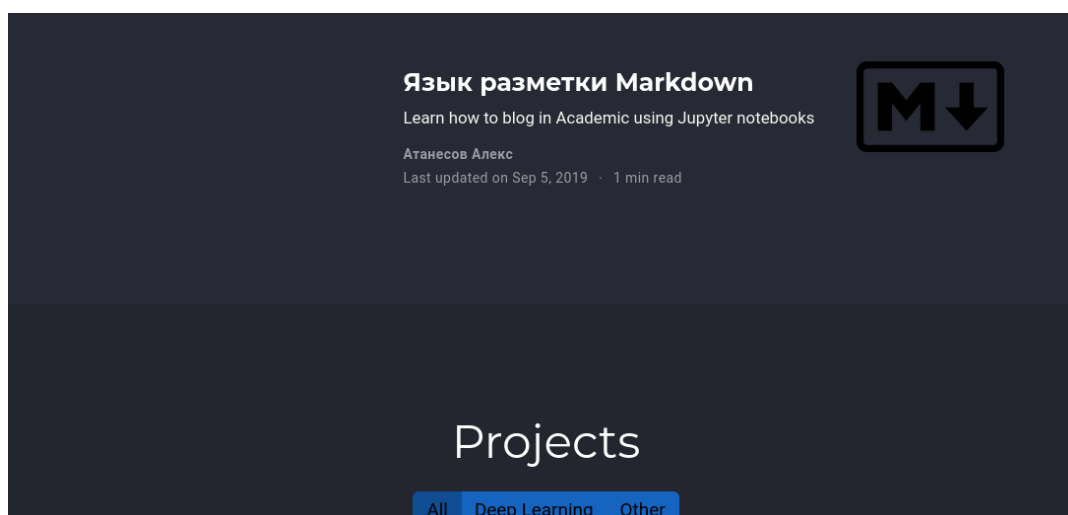 Язык разметки Markdown
Learn how to blog in Academic using Jupyter notebooks
Атанесов Алекс
Last updated on Sep 5, 2019 · 1 min read
M
Projects
All Deep Learning Other